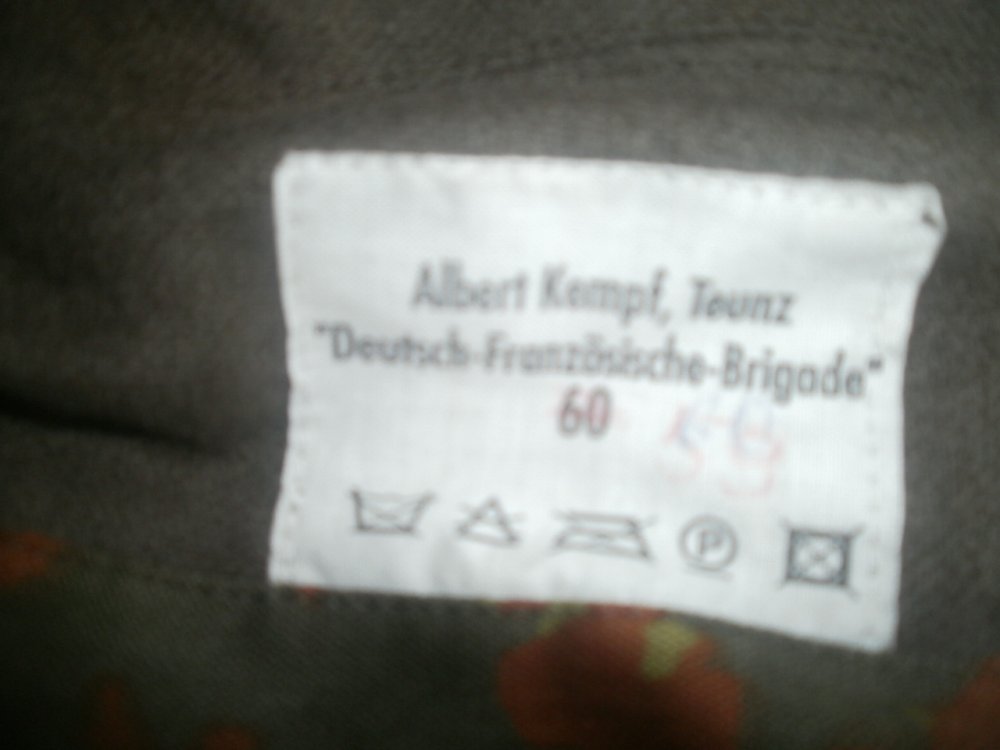 Albert Kempf, Teunz
"Deutsch-Französische-Brigade"
60
P